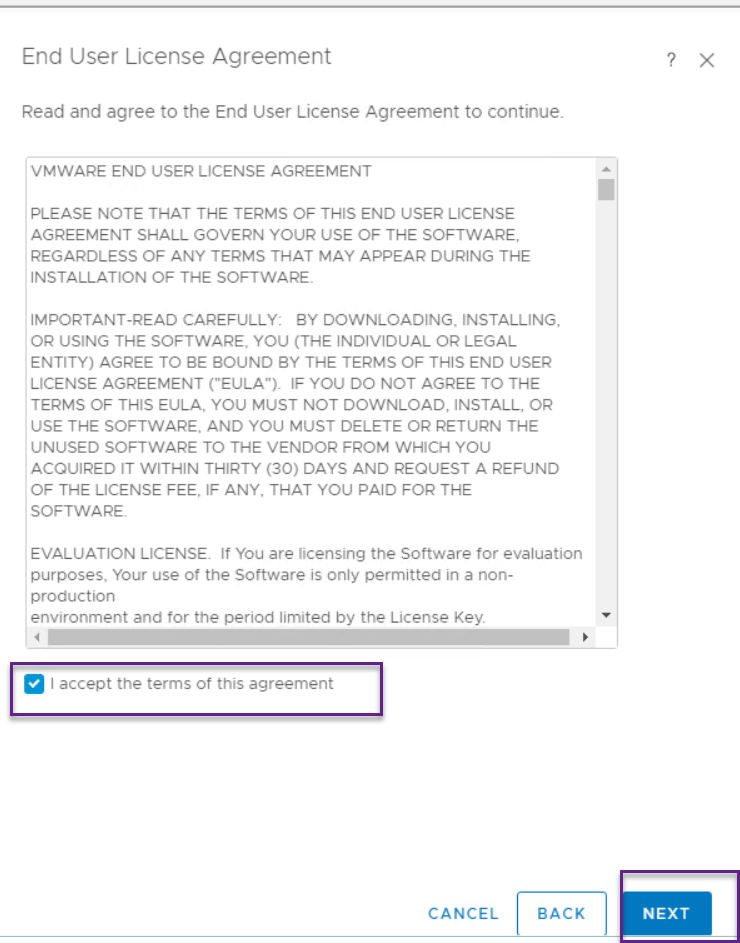 End User License Agreement
?
Read and agree to the End User License Agreement to continue.
VMWARE END USER LICENSE AGREEMENT
PLEASE NOTE THAT THE TERMS OF THIS END USER LICENSE
AGREEMENT SHALL GOVERN YOUR USE OF THE SOFTWARE,
REGARDLESS OF ANY TERMS THAT MAY APPEAR DURING THE
INSTALLATION OF THE SOFTWARE.
IMPORTANT-READ CAREFULLY:   BY DOWNLOADING, INSTALLING,
OR USING THE SOFTWARE, YOU (THE INDIVIDUAL OR LEGAL
ENTITY) AGREE TO BE BOUND BY THE TERMS OF THIS END USER
LICENSE AGREEMENT ("EULA").  IF YOU DO NOT AGREE TO THE
TERMS OF THIS EULA, YOU MUST NOT DOWNLOAD, INSTALL, OR
USE THE SOFTWARE, AND YOU MUST DELETE OR RETURN THE
UNUSED SOFTWARE TO THE VENDOR FROM WHICH YOU
ACQUIRED IT WITHIN THIRTY (30) DAYS AND REQUEST A REFUND
OF THE LICENSE FEE, IF ANY, THAT YOU PAID FOR THE
SOFTWARE.
EVALUATION LICENSE.  If You are licensing the Software for evaluation
purposes, Your use of the Software is only permitted in a non-
production
environment and for the period limited by the License Key.
I accept the terms of this agreement
CANCEL
BACK
NEXT